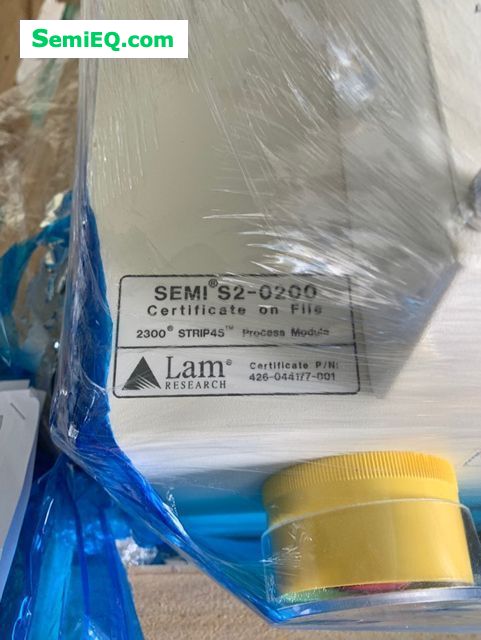 SemiEQ.com
SEMI® S2-0200
Certificate on File
2300® STRIP45™ Process Module
Lam®
RESEARCH
Certificate P/N:
426-044177-001